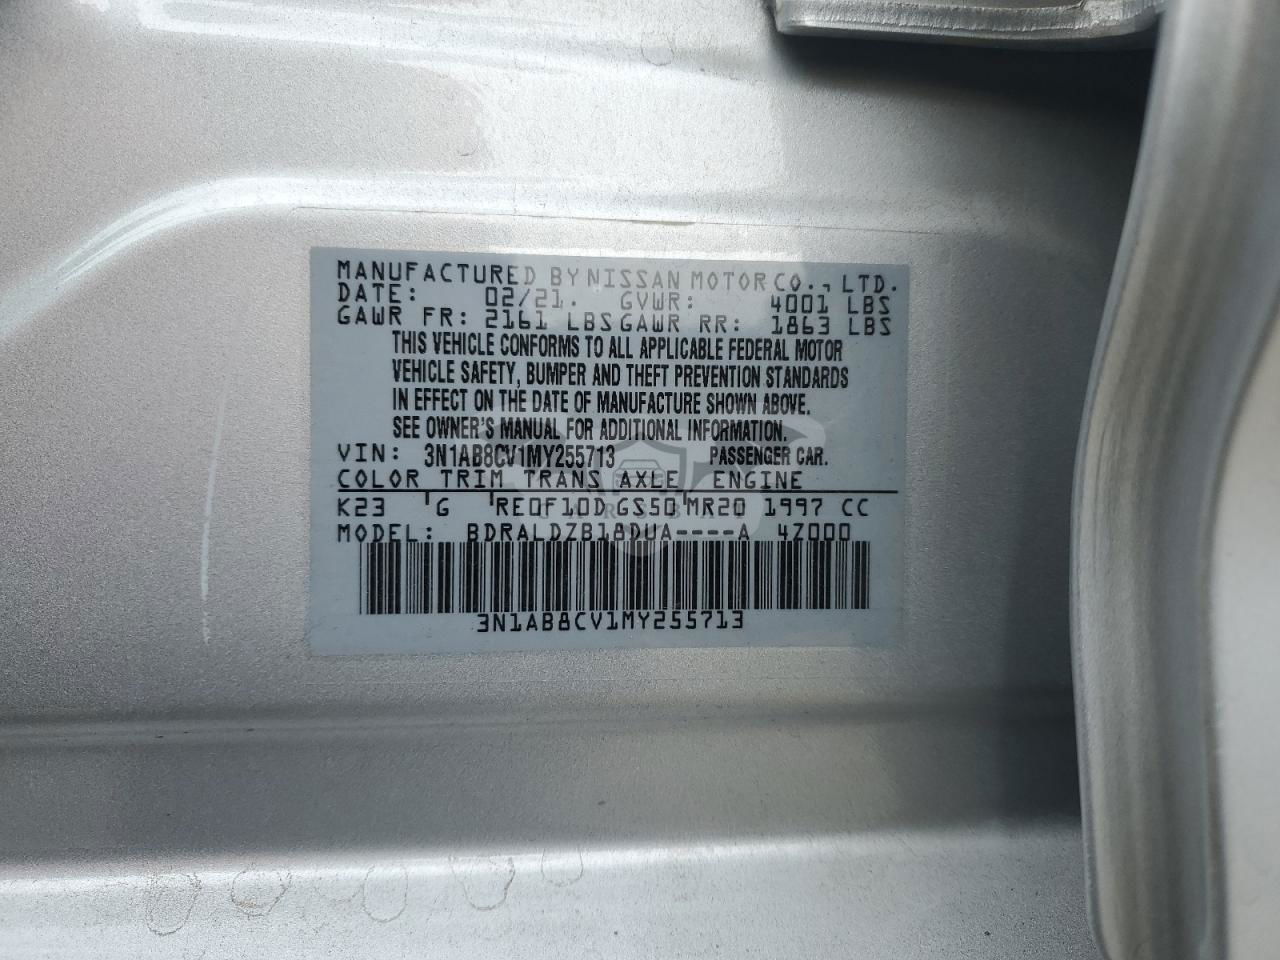 MANUFACTURED BY NISSAN MOTOR CO., LTD.
DATE: 02/21. GVWR: 4001 LBS
GAWR FR: 2161 LBS GAWR RR: 1863 LBS
THIS VEHICLE CONFORMS TO ALL APPLICABLE FEDERAL MOTOR
VEHICLE SAFETY, BUMPER AND THEFT PREVENTION STANDARDS
IN EFFECT ON THE DATE OF MANUFACTURE SHOWN ABOVE.
SEE OWNER'S MANUAL FOR ADDITIONAL INFORMATION.
VIN: 3N1AB8CV1MY255713 PASSENGER CAR.
COLOR TRIM TRANS AXLE ENGINE
K23 G RE0F10D GS50 MR20 1997 CC
MODEL: BDRALDZB18DUA----A 4Z000
3N1AB8CV1MY255713